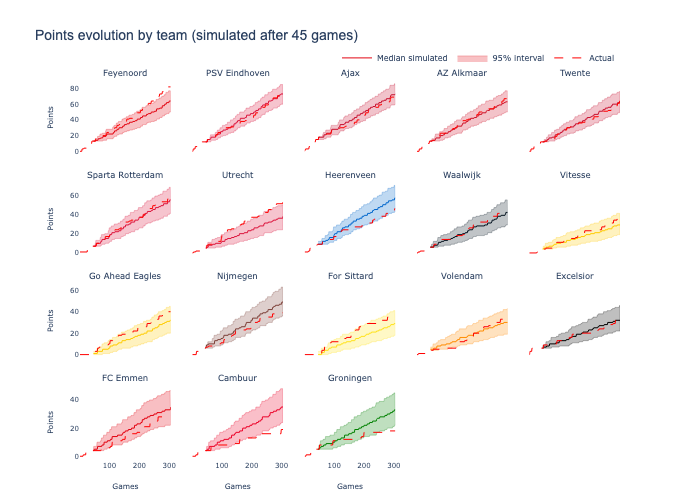 Points evolution by team (simulated after 45 games)
Median simulated 95% interval Actual
Feyenoord PSV Eindhoven Ajax AZ Alkmaar Twente
80
60
40
20
0
Points
Sparta Rotterdam Utrecht Heerenveen Waalwijk Vitesse
60
40
20
0
Points
Go Ahead Eagles Nijmegen For Sittard Volendam Excelsior
60
40
20
0
Points
FC Emmen Cambuur Groningen
40
20
0
Points
100 200 300 100 200 300 100 200 300
Games Games Games